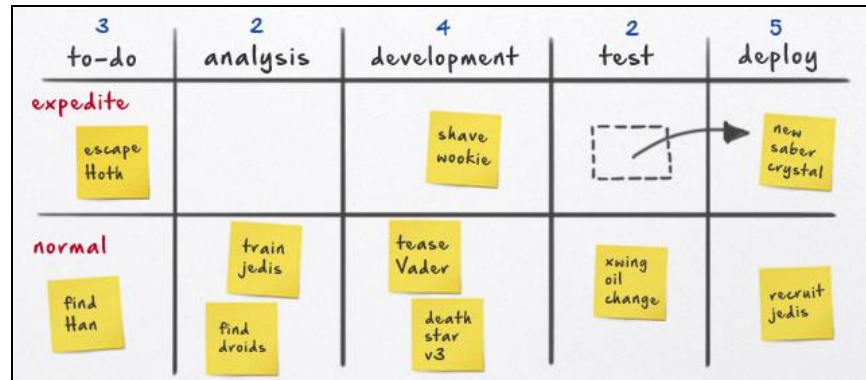 3
2
4
2
5
to-do
analysis
development
test
deploy
expedite
escape
Hoth
shave
wookie
new
saber
crystal
normal
find
Han
train
jedis
find
droids
tease
Vader
death
star
v3
xwing
oil
change
recruit
jedis